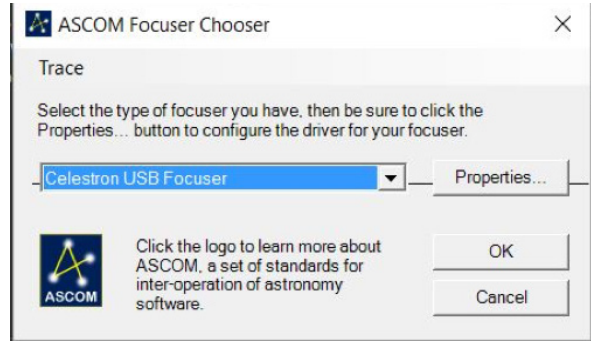 ASCOM Focuser Chooser
Trace
Select the type of focuser you have, then be sure to click the
Properties... button to configure the driver for your focuser.
Celestron USB Focuser
Properties...
Click the logo to learn more about
ASCOM, a set of standards for
inter-operation of astronomy
software.
ASCOM
OK
Cancel